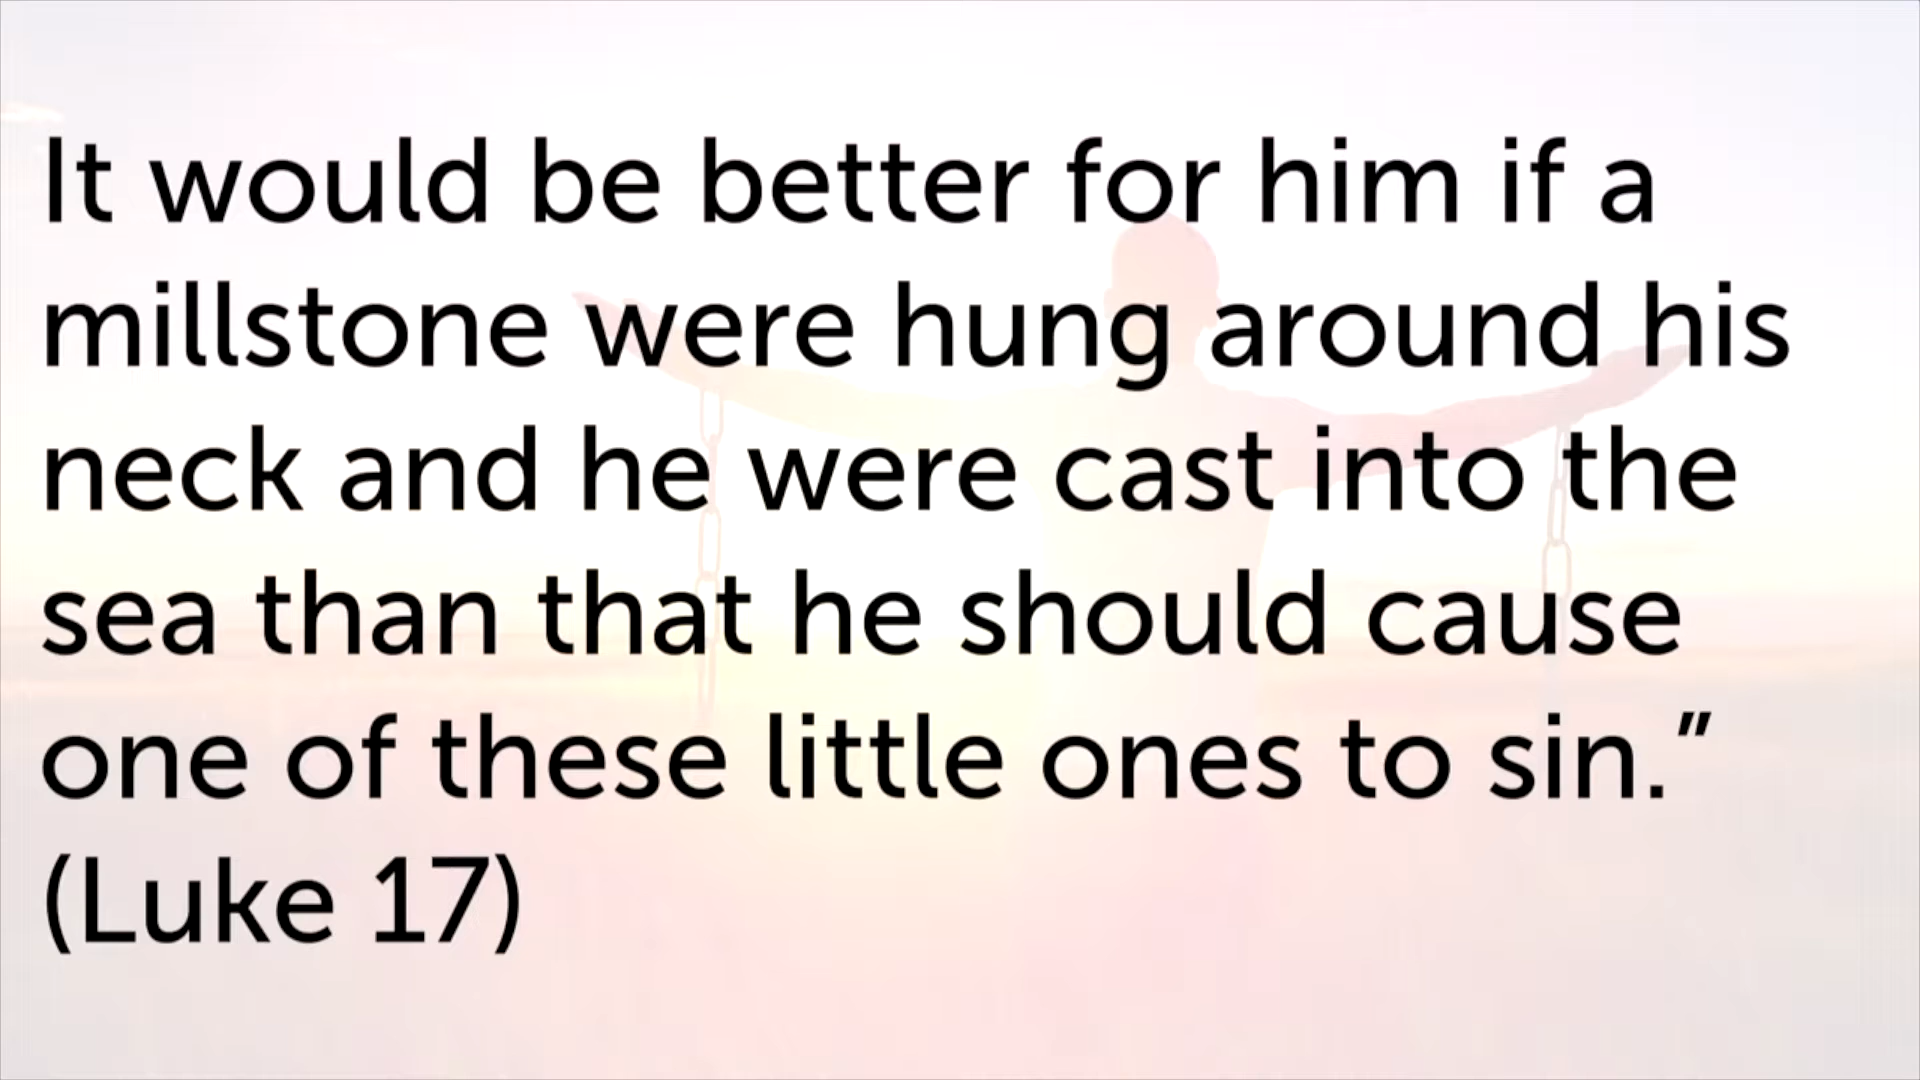 It would be better for him if a
millstone were hung around his
neck and he were cast into the
sea than that he should cause
one of these little ones to sin.”
(Luke 17)